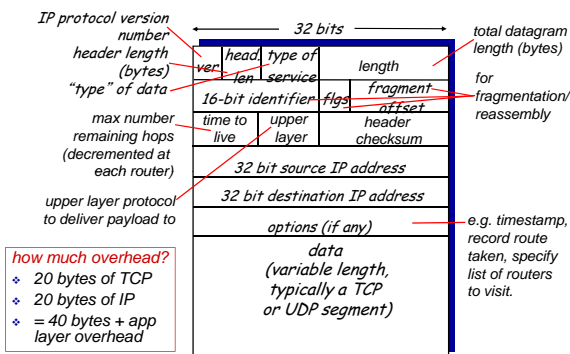 IP protocol version
number
header length
(bytes)
"type" of data
max number
remaining hops
(decremented at
each router)
upper layer protocol
to deliver payload to
how much overhead?
❖ 20 bytes of TCP
❖ 20 bytes of IP
❖ = 40 bytes + app
layer overhead
32 bits
ver
head.
len
type of
service
length
16-bit identifier
flgs
fragment
offset
time to
live
upper
layer
header
checksum
32 bit source IP address
32 bit destination IP address
options (if any)
data
(variable length,
typically a TCP
or UDP segment)
total datagram
length (bytes)
for
fragmentation/
reassembly
e.g. timestamp,
record route
taken, specify
list of routers
to visit.